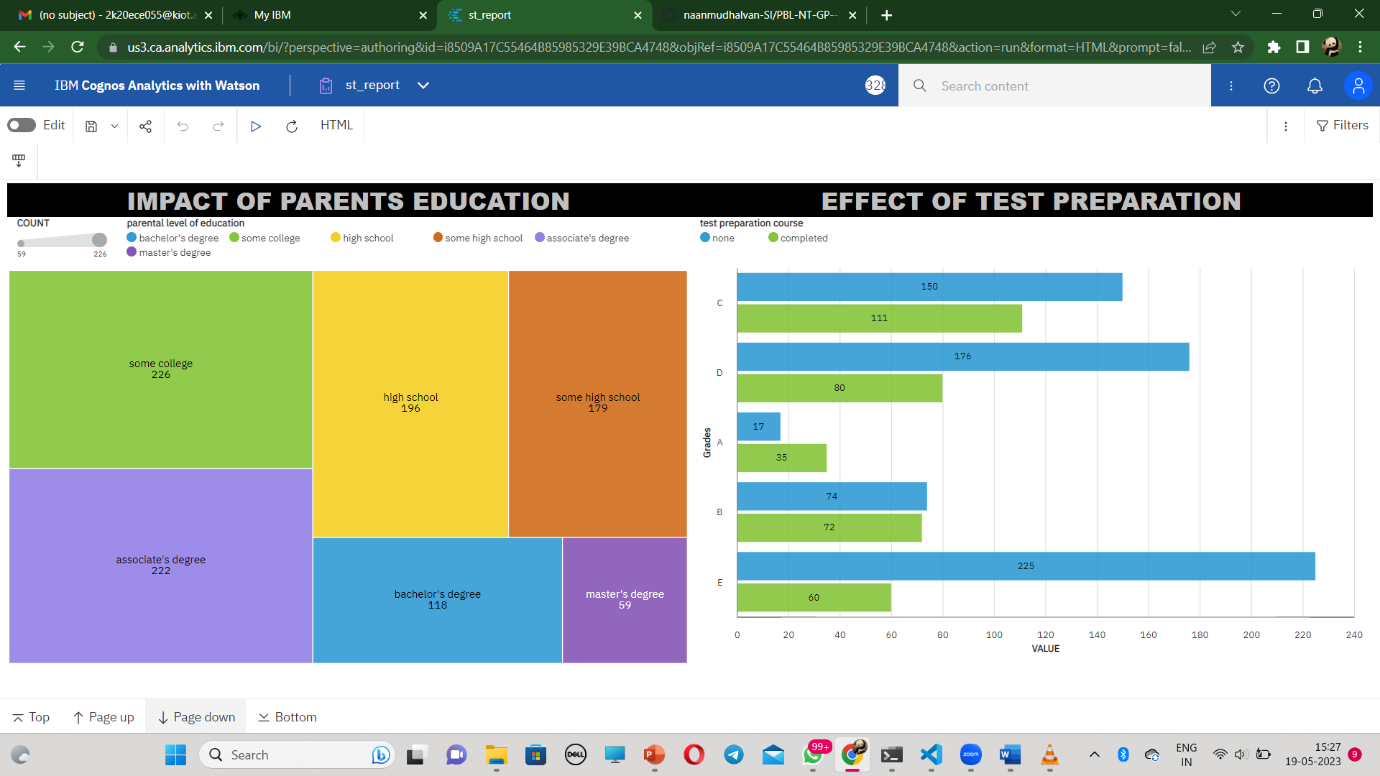 (no subject) - 2k20ece055@kiot.a
My IBM
st_report
naanmudhalvan-SI/PBL-NT-GP--
us3.ca.analytics.ibm.com/bi/?perspective=authoring&id=i8509A17C55464B85985329E39BCA4748&objRef=i8509A17C55464B85985329E39BCA4748&action=run&format=HTML&prompt=fal...
IBM Cognos Analytics with Watson
st_report
Search content
Edit
HTML
Filters
IMPACT OF PARENTS EDUCATION
EFFECT OF TEST PREPARATION
COUNT
59
226
parental level of education
bachelor's degree
some college
high school
some high school
associate's degree
master's degree
test preparation course
none
completed
some college
226
high school
196
some high school
179
associate's degree
222
bachelor's degree
118
master's degree
59
Grades
C
150
111
D
176
80
A
17
35
B
74
72
E
225
60
0 20 40 60 80 100 120 140 160 180 200 220 240
VALUE
Top
Page up
Page down
Bottom
Search
DELL
99+
zoom
ENG
IN
15:27
19-05-2023
9